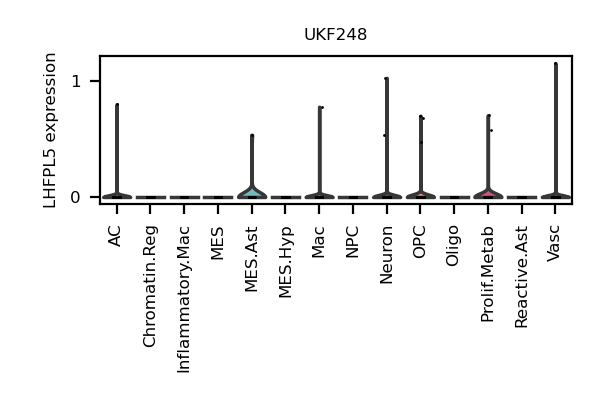 UKF248
LHFPL5 expression
1
0
AC
Chromatin.Reg
Inflammatory.Mac
MES
MES.Ast
MES.Hyp
Mac
NPC
Neuron
OPC
Oligo
Prolif.Metab
Reactive.Ast
Vasc